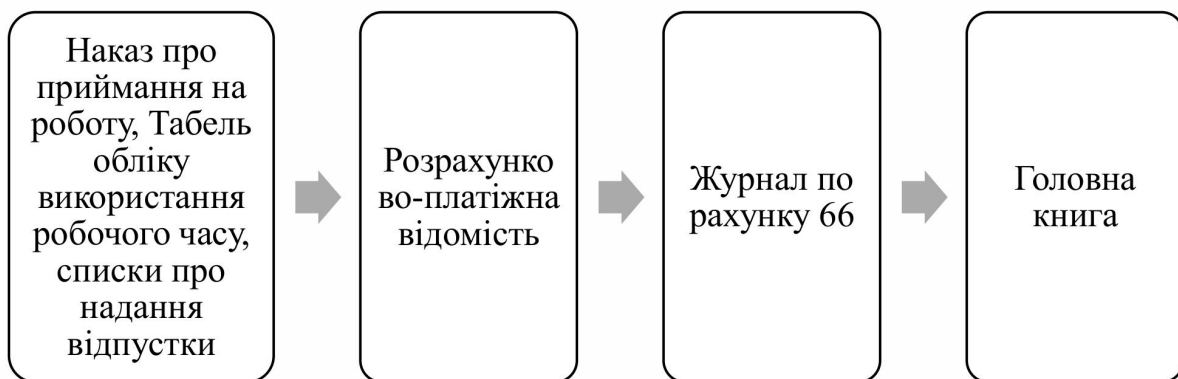 Наказ про
приймання на
роботу, Табель
обліку
використання
робочого часу,
списки про
надання
відпустки
Розрахунко
во-платіжна
відомість
Журнал по
рахунку 66
Головна
книга